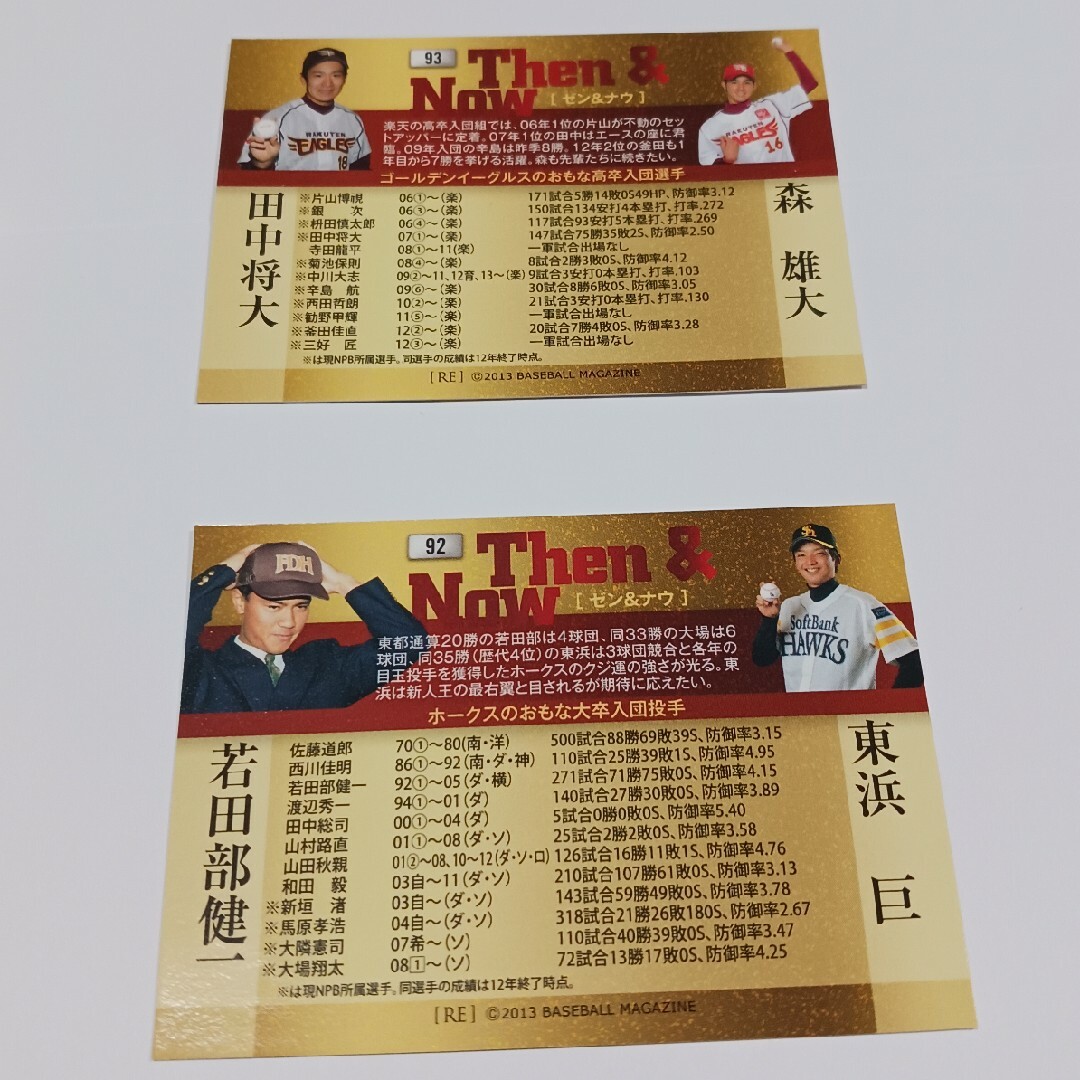 93
Then &
Now [ ゼン&ナウ ]
RAKUTEN
EAGLES
18
RAKUTEN
EAGLES
16
楽天の高卒入団組では、06年1位の片山が不動のセッ
トアッパーに定着。07年1位の田中はエースの座に君
臨。09年入団の辛島は昨季8勝。12年2位の釜田も1
年目から7勝を挙げる活躍。森も先輩たちに続きたい。
ゴールデンイーグルスのおもな高卒入団選手
田中将大
森 雄大
※片山博視 06①〜(楽) 171試合5勝14敗0S49HP、防御率3.12
※銀 次 06③〜(楽) 150試合134安打4本塁打、打率.272
※枡田慎太郎 06④〜(楽) 117試合93安打5本塁打、打率.269
※田中将大 07①〜(楽) 147試合75勝35敗2S、防御率2.50
寺田龍平 08①〜11(楽) 一軍試合出場なし
※菊池保則 08④〜(楽) 8試合2勝3敗0S、防御率4.12
※中川大志 09②〜11、12育、13〜(楽) 9試合3安打0本塁打、打率.103
※辛島 航 09⑥〜(楽) 30試合8勝6敗0S、防御率3.05
※西田哲朗 10②〜(楽) 21試合3安打0本塁打、打率.130
※勧野甲輝 11⑤〜(楽) 一軍試合出場なし
※釜田佳直 12②〜(楽) 20試合7勝4敗0S、防御率3.28
※三好 匠 12③〜(楽) 一軍試合出場なし
※は現NPB所属選手。同選手の成績は12年終了時点。
[RE] ©2013 BASEBALL MAGAZINE
92
Then &
Now [ ゼン&ナウ ]
FDH
SH
SoftBank
HAWKS
東都通算20勝の若田部は4球団、同33勝の大場は6
球団、同35勝(歴代4位)の東浜は3球団競合と各年の
目玉投手を獲得したホークスのクジ運の強さが光る。東
浜は新人王の最右翼と目されるが期待に応えたい。
ホークスのおもな大卒入団投手
若田部健一
東浜 巨
佐藤道郎 70①〜80(南・洋) 500試合88勝69敗39S、防御率3.15
西川佳明 86①〜92(南・ダ・神) 110試合25勝39敗1S、防御率4.95
若田部健一 92①〜05(ダ・横) 271試合71勝75敗0S、防御率4.15
渡辺秀一 94①〜01(ダ) 140試合27勝30敗0S、防御率3.89
田中総司 00①〜04(ダ) 5試合0勝0敗0S、防御率5.40
山村路直 01①〜08(ダ・ソ) 25試合2勝2敗0S、防御率3.58
山田秋親 01②〜08、10〜12(ダ・ソ・ロ) 126試合16勝11敗1S、防御率4.76
和田 毅 03自〜11(ダ・ソ) 210試合107勝61敗0S、防御率3.13
※新垣 渚 03自〜(ダ・ソ) 143試合59勝49敗0S、防御率3.78
※馬原孝浩 04自〜(ダ・ソ) 318試合21勝26敗180S、防御率2.67
※大隣憲司 07希〜(ソ) 110試合40勝39敗0S、防御率3.47
※大場翔太 081〜(ソ) 72試合13勝17敗0S、防御率4.25
※は現NPB所属選手。同選手の成績は12年終了時点。
[RE] ©2013 BASEBALL MAGAZINE